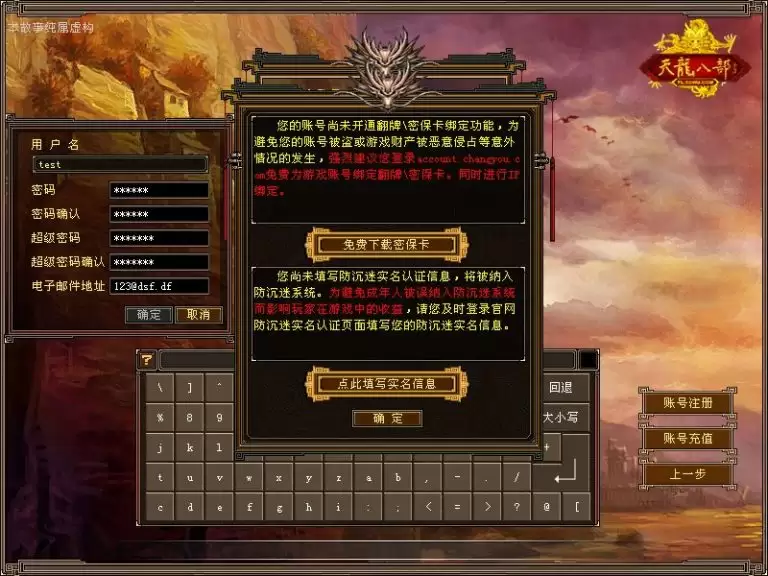 本故事纯属虚构
天龍八部
用户名
test
密码 ******
密码确认 ******
超级密码 *******
超级密码确认 *******
电子邮件地址 123@dsf.df
确定 取消
您的账号尚未开通翻牌\密保卡绑定功能，为
避免您的账号被盗或游戏财产被恶意侵占等意外
情况的发生，强烈建议您登录account.changyou.c
om免费为游戏账号绑定翻牌\密保卡。同时进行IP
绑定。
免费下载密保卡
您尚未填写防沉迷实名认证信息，将被纳入
防沉迷系统。为避免成年人被误纳入防沉迷系统
而影响玩家在游戏中的收益，请您及时登录官网
防沉迷实名认证页面填写您的防沉迷实名信息。
点此填写实名信息
确定
?
\ ] ^ 回退
% 8 9 大小写
j k l +
t u v w x y z a b , - . /
c d e f g h i : ; < = > ? @ [
账号注册
账号充值
上一步